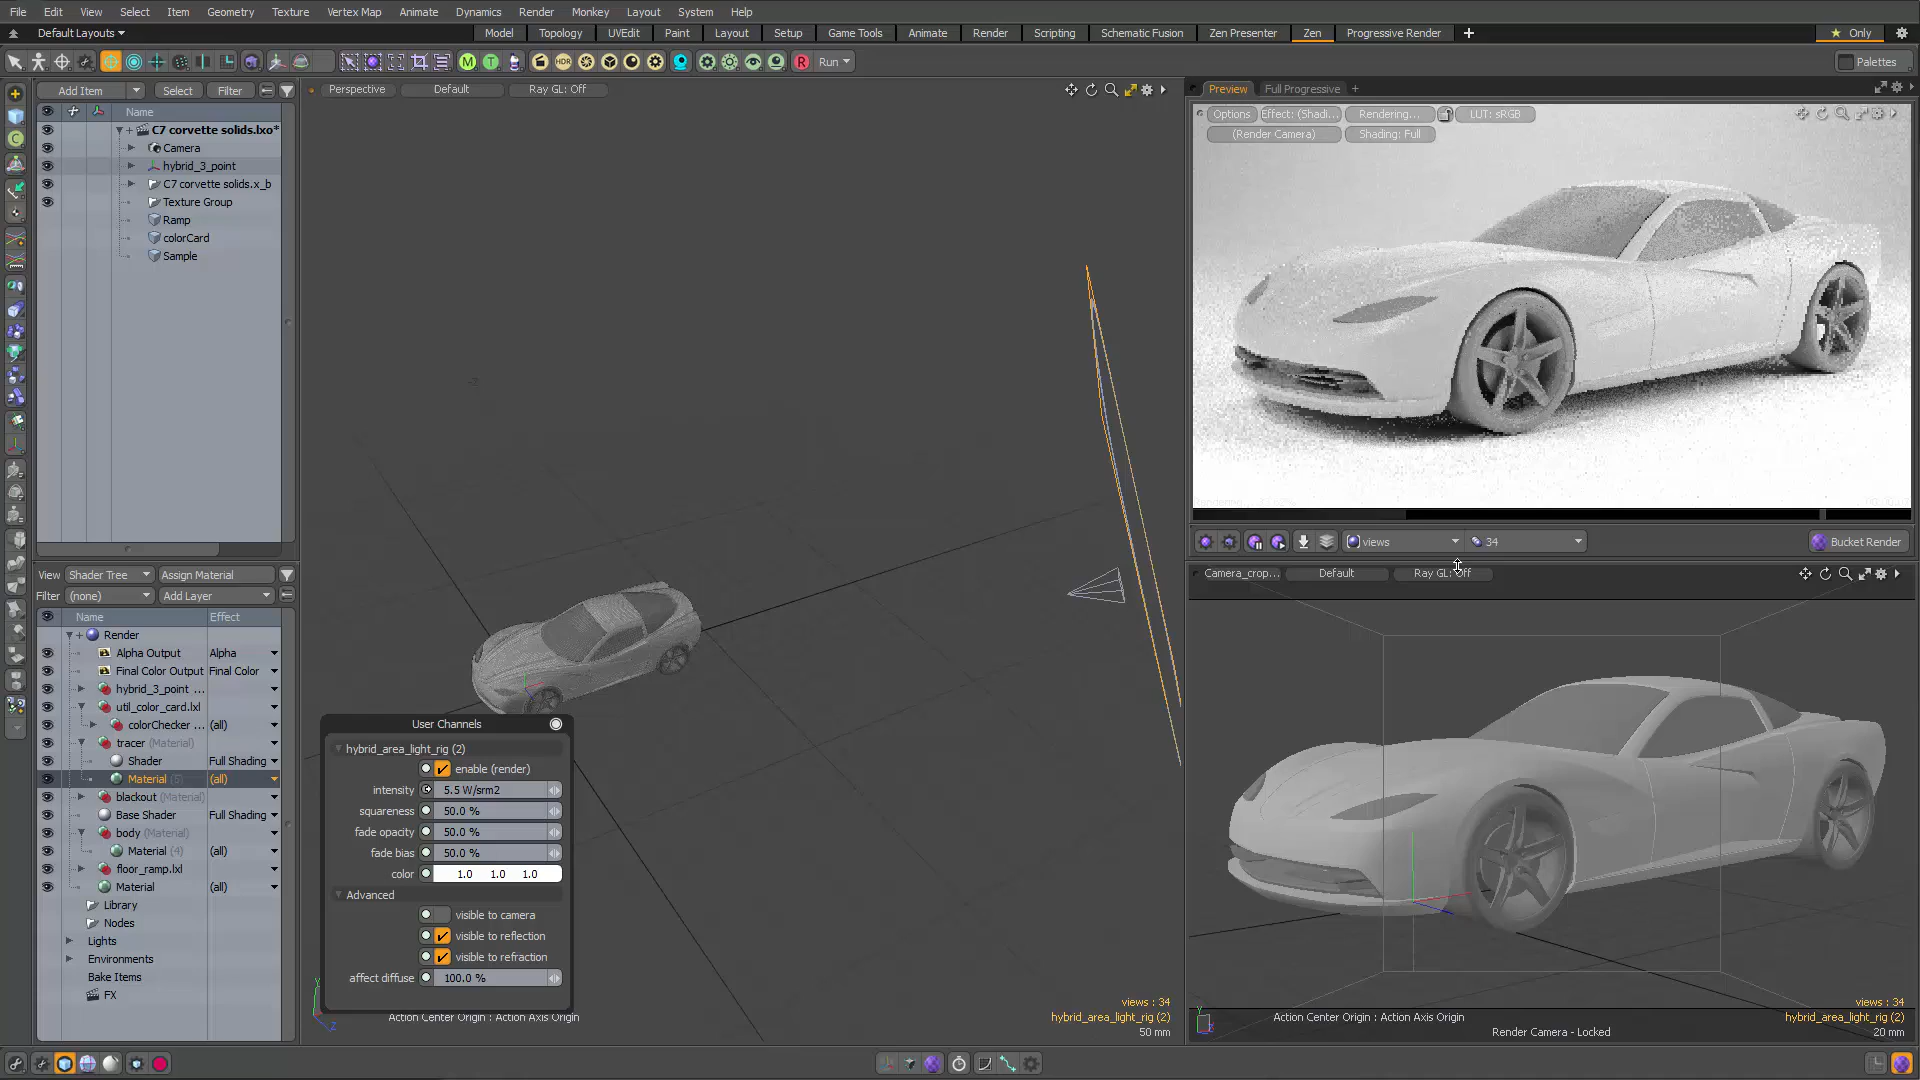 File Edit View Select Item Geometry Texture Vertex Map Animate Dynamics Render Monkey Layout System Help
Default Layouts
Model Topology UVEdit Paint Layout Setup Game Tools Animate Render Scripting Schematic Fusion Zen Presenter Zen Progressive Render + Only
M T HDR R Run Palettes
Add Item Select Filter
Name
C7 corvette solids.lxo*
Camera
hybrid_3_point
C7 corvette solids.x_b
Texture Group
Ramp
colorCard
Sample
Perspective Default Ray GL: Off
Preview Full Progressive +
Options Effect: (Shadi... Rendering... LUT: sRGB
(Render Camera) Shading: Full
views 34 Bucket Render
Camera_crop... Default Ray GL: Off
View Shader Tree Assign Material
Filter (none) Add Layer
Name Effect
Render
Alpha Output Alpha
Final Color Output Final Color
hybrid_3_point ...
util_color_card.lxl
colorChecker ... (all)
tracer (Material)
Shader Full Shading
Material (5) (all)
blackout (Material)
Base Shader Full Shading
body (Material)
Material (4) (all)
floor_ramp.lxl
Material (all)
Library
Nodes
Lights
Environments
Bake Items
FX
User Channels
hybrid_area_light_rig (2)
enable (render)
intensity 5.5 W/srm2
squareness 50.0 %
fade opacity 50.0 %
fade bias 50.0 %
color 1.0 1.0 1.0
Advanced
visible to camera
visible to reflection
visible to refraction
affect diffuse 100.0 %
views : 34
hybrid_area_light_rig (2)
Action Center Origin : Action Axis Origin
50 mm
views : 34
Action Center Origin : Action Axis Origin
hybrid_area_light_rig (2)
Render Camera - Locked
20 mm